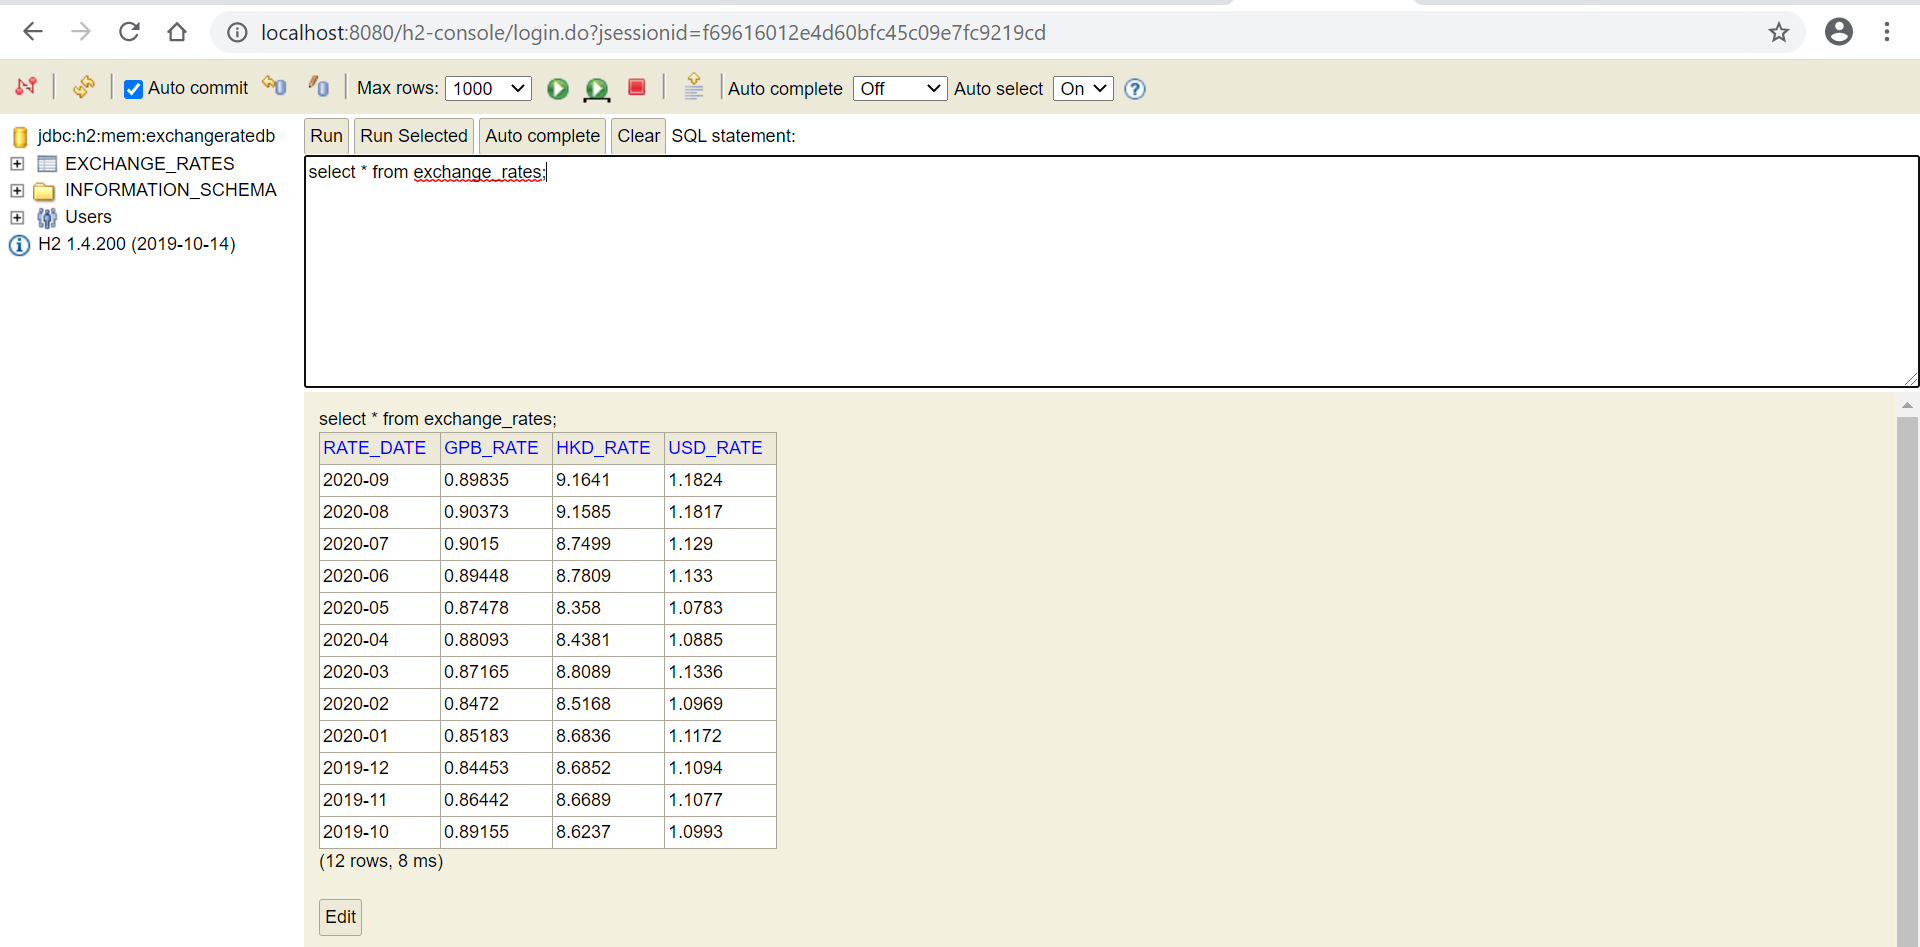 localhost:8080/h2-console/login.do?jsessionid=f69616012e4d60bfc45c09e7fc9219cd
Auto commit Max rows: 1000 Auto complete Off Auto select On
jdbc:h2:mem:exchangeratedb
EXCHANGE_RATES
INFORMATION_SCHEMA
Users
H2 1.4.200 (2019-10-14)
Run Run Selected Auto complete Clear SQL statement:
select * from exchange_rates;
select * from exchange_rates;
RATE_DATE GPB_RATE HKD_RATE USD_RATE
2020-09 0.89835 9.1641 1.1824
2020-08 0.90373 9.1585 1.1817
2020-07 0.9015 8.7499 1.129
2020-06 0.89448 8.7809 1.133
2020-05 0.87478 8.358 1.0783
2020-04 0.88093 8.4381 1.0885
2020-03 0.87165 8.8089 1.1336
2020-02 0.8472 8.5168 1.0969
2020-01 0.85183 8.6836 1.1172
2019-12 0.84453 8.6852 1.1094
2019-11 0.86442 8.6689 1.1077
2019-10 0.89155 8.6237 1.0993
(12 rows, 8 ms)
Edit